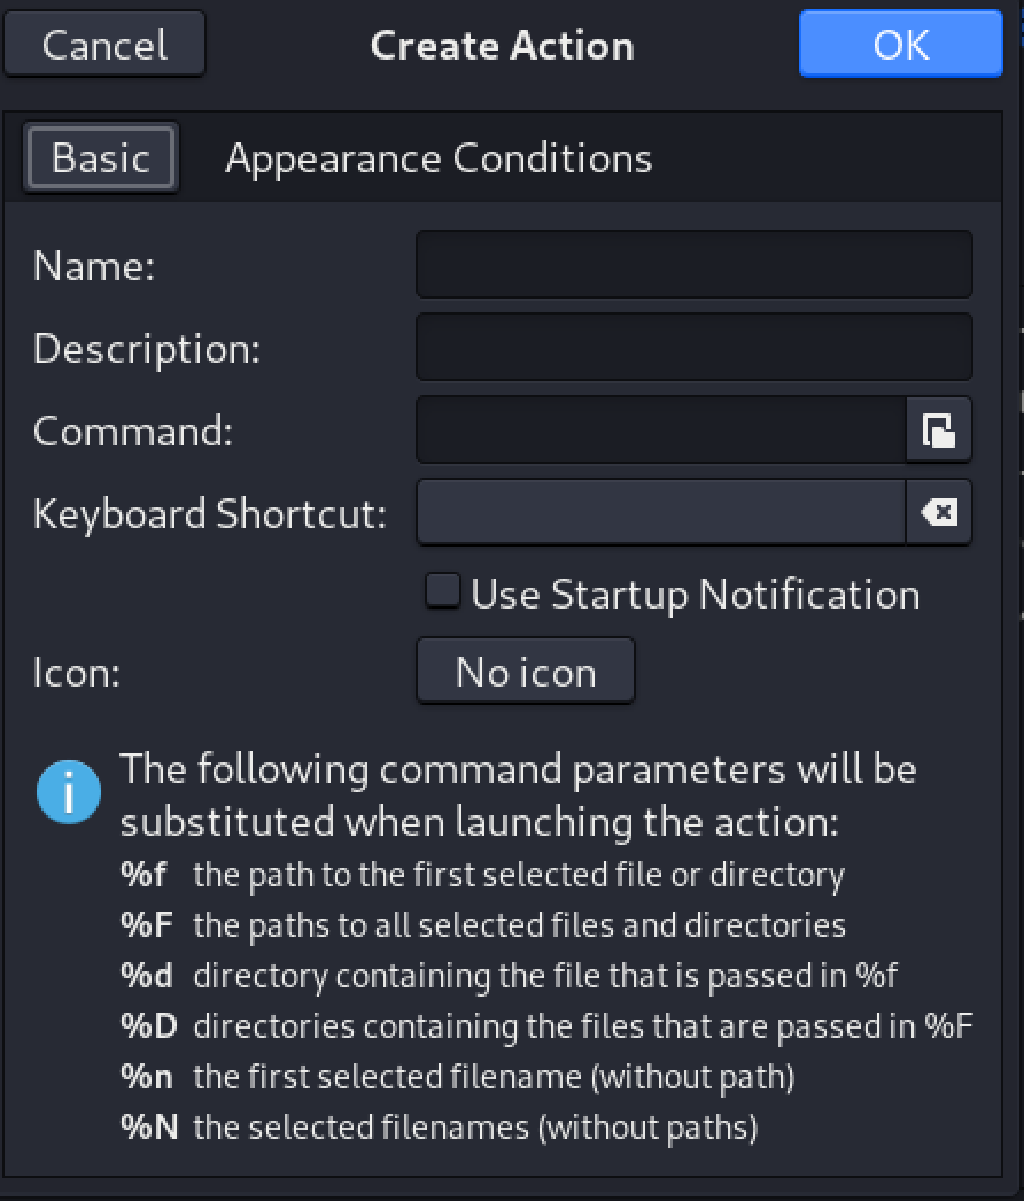 Cancel Create Action OK
Basic Appearance Conditions
Name:
Description:
Command:
Keyboard Shortcut:
Use Startup Notification
Icon: No icon
The following command parameters will be
substituted when launching the action:
%f the path to the first selected file or directory
%F the paths to all selected files and directories
%d directory containing the file that is passed in %f
%D directories containing the files that are passed in %F
%n the first selected filename (without path)
%N the selected filenames (without paths)